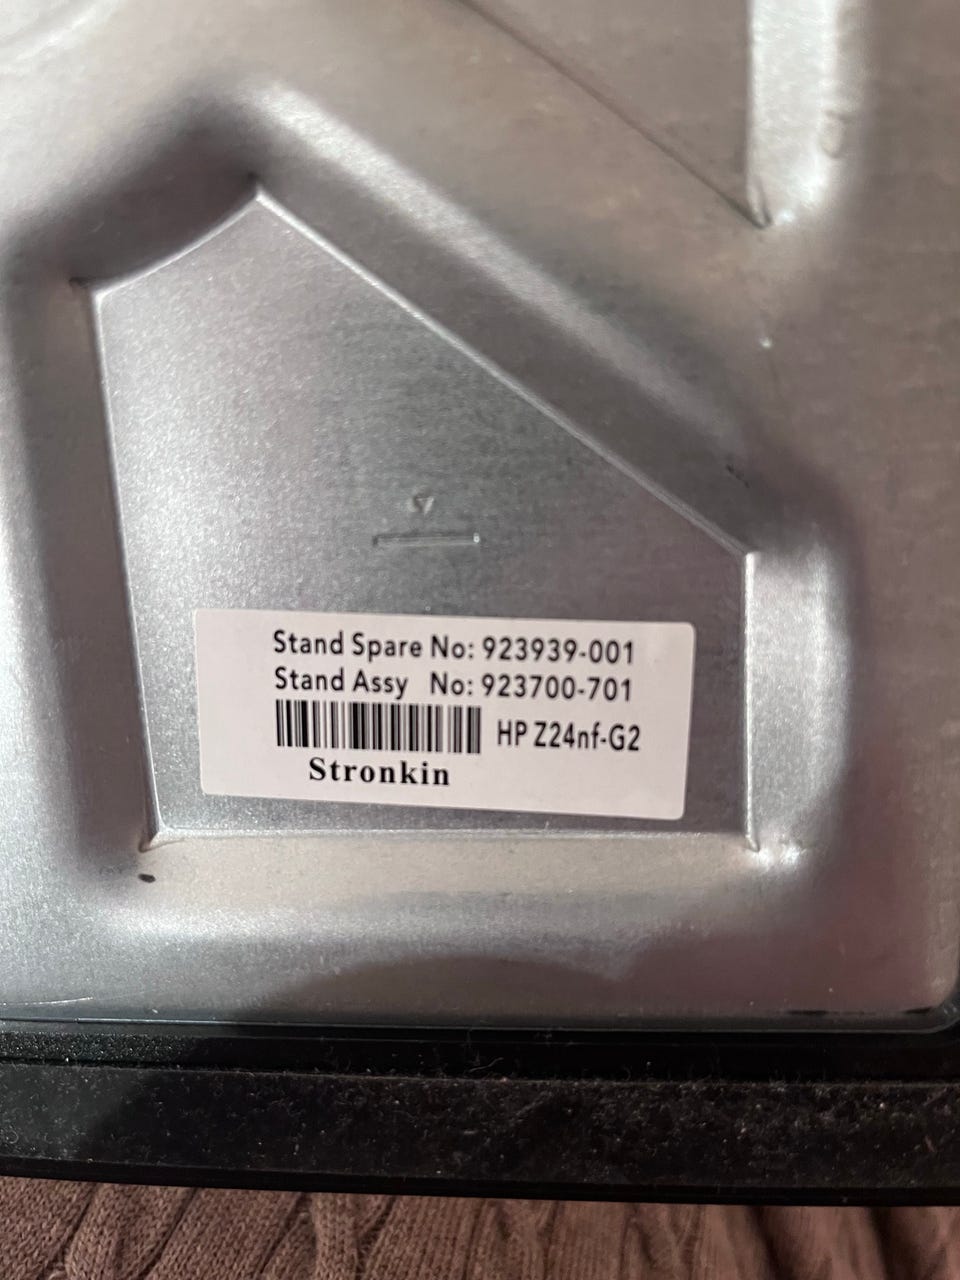 Stand Spare No: 923939-001
Stand Assy No: 923700-701
HP Z24nf-G2
Stronkin